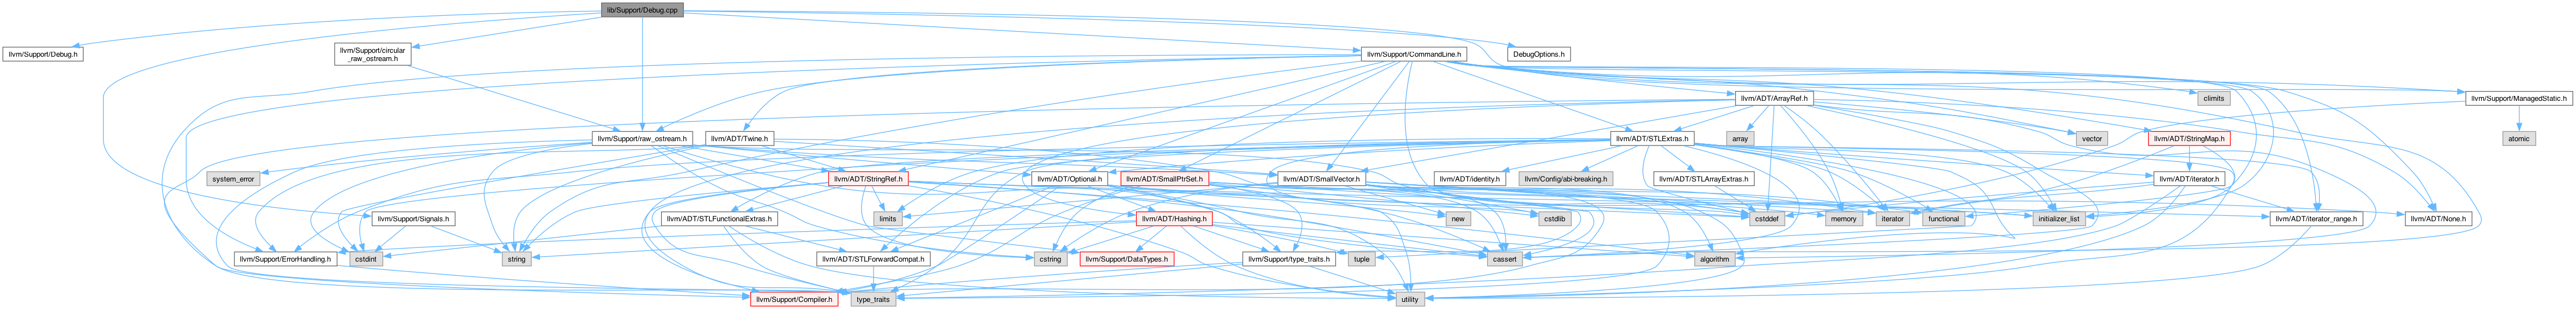 lib/Support/Debug.cpp
llvm/Support/Debug.h
llvm/Support/circular
_raw_ostream.h
llvm/Support/CommandLine.h
DebugOptions.h
llvm/ADT/ArrayRef.h
climits
llvm/Support/ManagedStatic.h
llvm/Support/raw_ostream.h
llvm/ADT/Twine.h
llvm/ADT/STLExtras.h
array
vector
llvm/ADT/StringMap.h
atomic
system_error
llvm/ADT/StringRef.h
llvm/ADT/Optional.h
llvm/ADT/SmallPtrSet.h
llvm/ADT/SmallVector.h
llvm/ADT/identity.h
llvm/Config/abi-breaking.h
llvm/ADT/STLArrayExtras.h
llvm/ADT/iterator.h
llvm/Support/Signals.h
llvm/ADT/STLFunctionalExtras.h
limits
llvm/ADT/Hashing.h
new
cstdlib
cstddef
memory
iterator
functional
initializer_list
llvm/ADT/iterator_range.h
llvm/ADT/None.h
llvm/Support/ErrorHandling.h
cstdint
string
llvm/ADT/STLForwardCompat.h
cstring
llvm/Support/DataTypes.h
llvm/Support/type_traits.h
tuple
cassert
algorithm
llvm/Support/Compiler.h
type_traits
utility